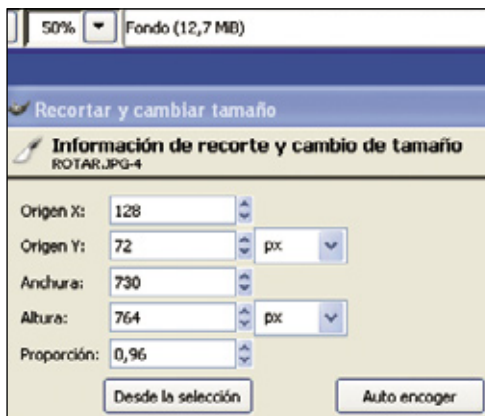 50% Fondo (12,7 MiB)
Recortar y cambiar tamaño
Información de recorte y cambio de tamaño
ROTAR.JPG-4
Origen X: 128
Origen Y: 72 px
Anchura: 730
Altura: 764 px
Proporción: 0,96
Desde la selección Auto encoger